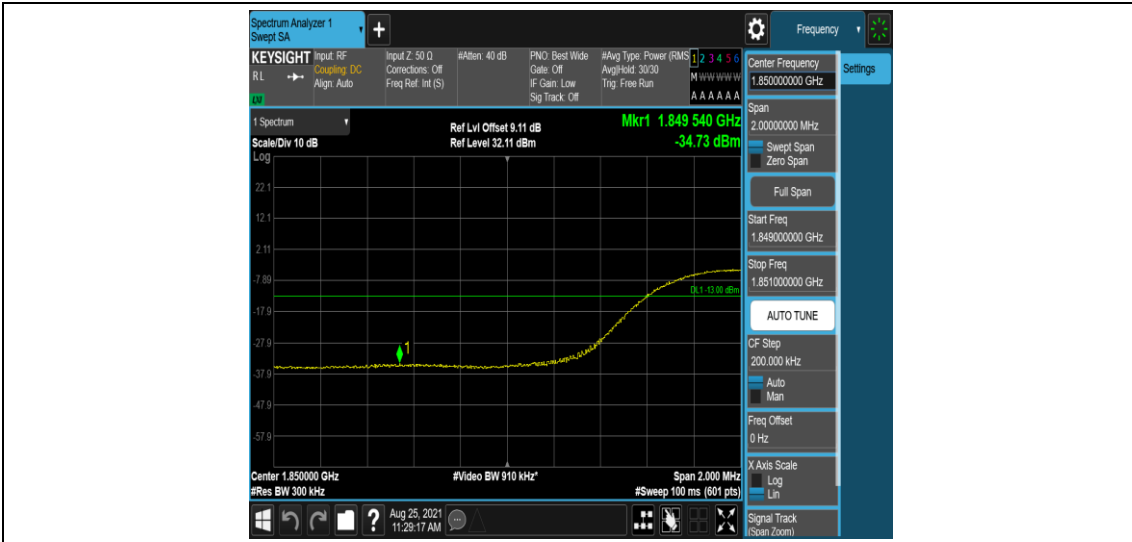 Spectrum Analyzer 1
Swept SA
+
Frequency
KEYSIGHT
RL
LXI
Input: RF
Coupling: DC
Align: Auto
Input Z: 50 Ω
Corrections: Off
Freq Ref: Int (S)
#Atten: 40 dB
PNO: Best Wide
Gate: Off
IF Gain: Low
Sig Track: Off
#Avg Type: Power (RMS
Avg|Hold: 30/30
Trig: Free Run
1 2 3 4 5 6
M W W W W W
A A A A A A
1 Spectrum
Scale/Div 10 dB
Log
Ref Lvl Offset 9.11 dB
Ref Level 32.11 dBm
Mkr1 1.849 540 GHz
-34.73 dBm
22.1
12.1
2.11
-7.89
DL1 -13.00 dBm
-17.9
-27.9
1
-37.9
-47.9
-57.9
Center 1.850000 GHz
#Res BW 300 kHz
#Video BW 910 kHz*
Span 2.000 MHz
#Sweep 100 ms (601 pts)
Center Frequency
1.850000000 GHz
Settings
Span
2.00000000 MHz
Swept Span
Zero Span
Full Span
Start Freq
1.849000000 GHz
Stop Freq
1.851000000 GHz
AUTO TUNE
CF Step
200.000 kHz
Auto
Man
Freq Offset
0 Hz
X Axis Scale
Log
Lin
Signal Track
(Span Zoom)
?
Aug 25, 2021
11:29:17 AM